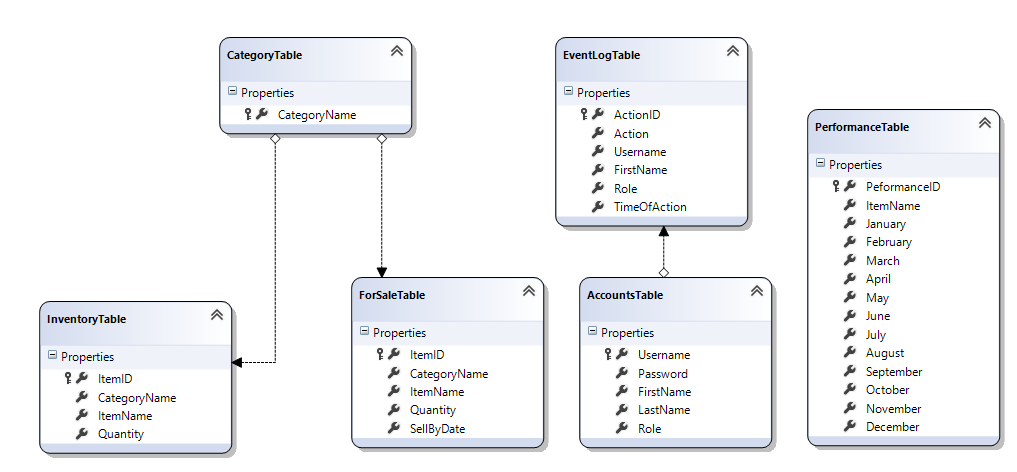 CategoryTable
Properties
CategoryName
EventLogTable
Properties
ActionID
Action
Username
FirstName
Role
TimeOfAction
PerformanceTable
Properties
PeformanceID
ItemName
January
February
March
April
May
June
July
August
September
October
November
December
InventoryTable
Properties
ItemID
CategoryName
ItemName
Quantity
ForSaleTable
Properties
ItemID
CategoryName
ItemName
Quantity
SellByDate
AccountsTable
Properties
Username
Password
FirstName
LastName
Role